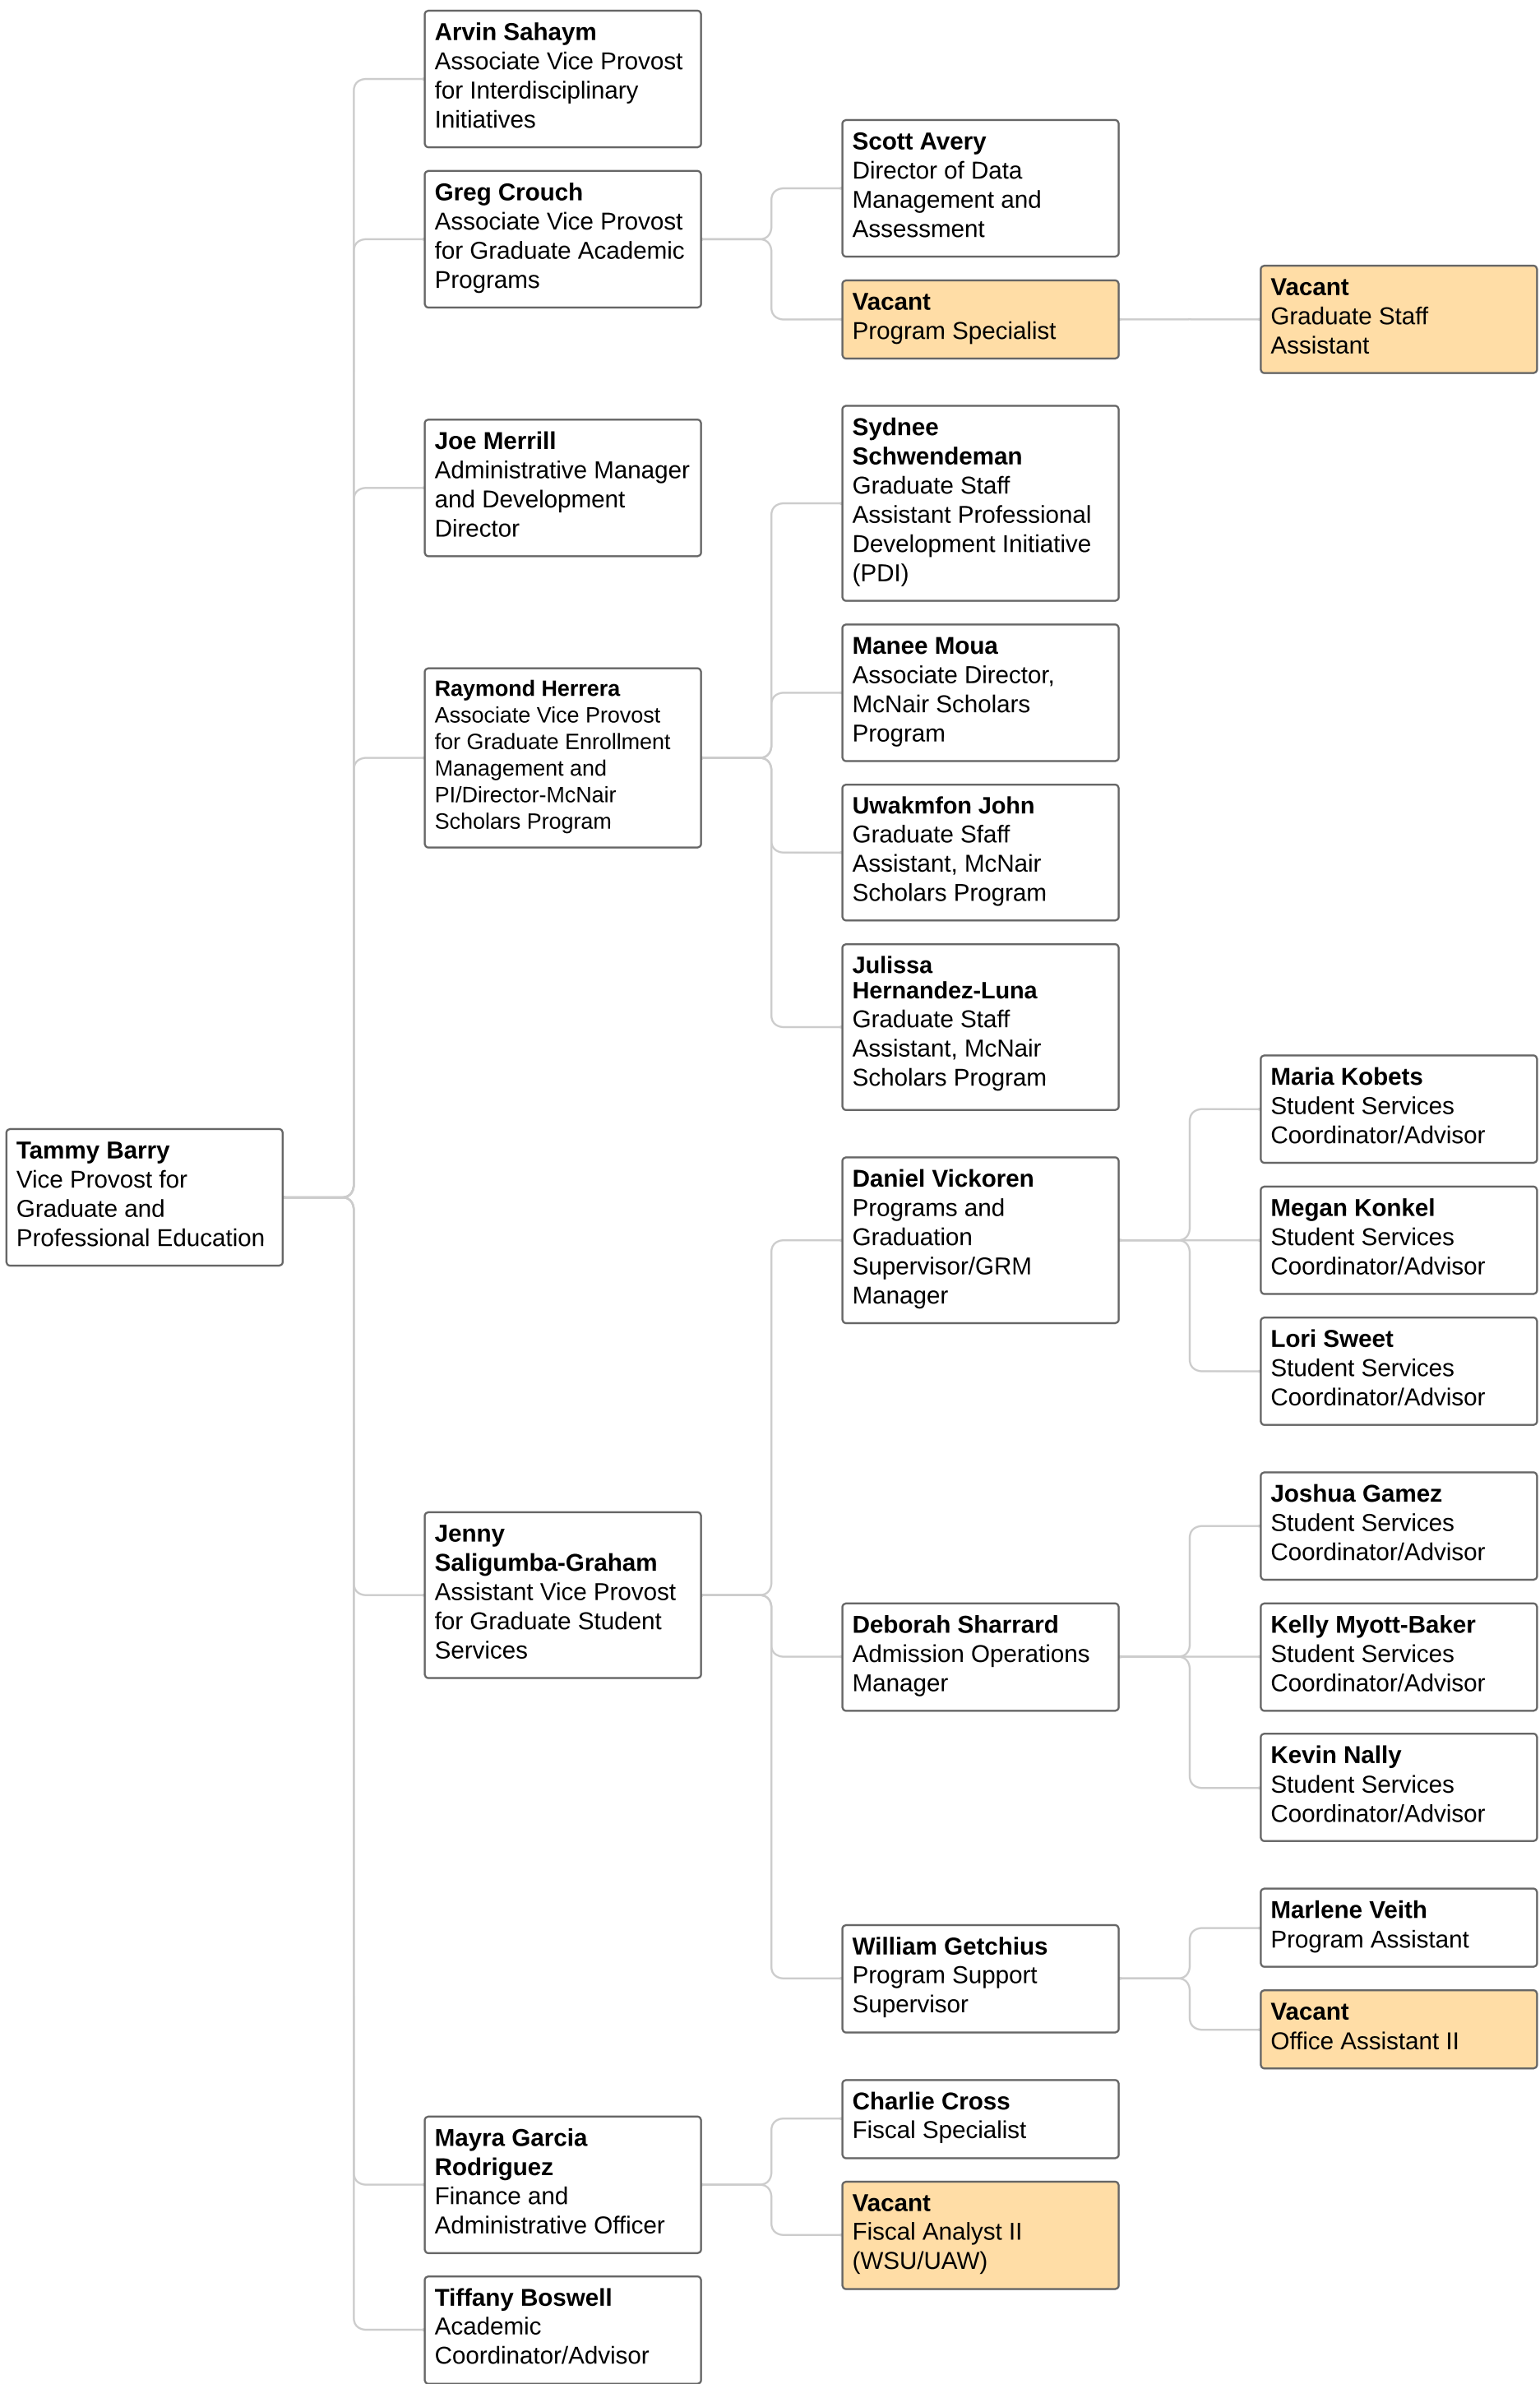 Tammy Barry
Vice Provost for
Graduate and
Professional Education
Arvin Sahaym
Associate Vice Provost
for Interdisciplinary
Initiatives
Greg Crouch
Associate Vice Provost
for Graduate Academic
Programs
Scott Avery
Director of Data
Management and
Assessment
Vacant
Program Specialist
Vacant
Graduate Staff
Assistant
Joe Merrill
Administrative Manager
and Development
Director
Raymond Herrera
Associate Vice Provost
for Graduate Enrollment
Management and
PI/Director-McNair
Scholars Program
Sydnee
Schwendeman
Graduate Staff
Assistant Professional
Development Initiative
(PDI)
Manee Moua
Associate Director,
McNair Scholars
Program
Uwakmfon John
Graduate Sfaff
Assistant, McNair
Scholars Program
Julissa
Hernandez-Luna
Graduate Staff
Assistant, McNair
Scholars Program
Jenny
Saligumba-Graham
Assistant Vice Provost
for Graduate Student
Services
Daniel Vickoren
Programs and
Graduation
Supervisor/GRM
Manager
Maria Kobets
Student Services
Coordinator/Advisor
Megan Konkel
Student Services
Coordinator/Advisor
Lori Sweet
Student Services
Coordinator/Advisor
Deborah Sharrard
Admission Operations
Manager
Joshua Gamez
Student Services
Coordinator/Advisor
Kelly Myott-Baker
Student Services
Coordinator/Advisor
Kevin Nally
Student Services
Coordinator/Advisor
William Getchius
Program Support
Supervisor
Marlene Veith
Program Assistant
Vacant
Office Assistant II
Mayra Garcia
Rodriguez
Finance and
Administrative Officer
Charlie Cross
Fiscal Specialist
Vacant
Fiscal Analyst II
(WSU/UAW)
Tiffany Boswell
Academic
Coordinator/Advisor